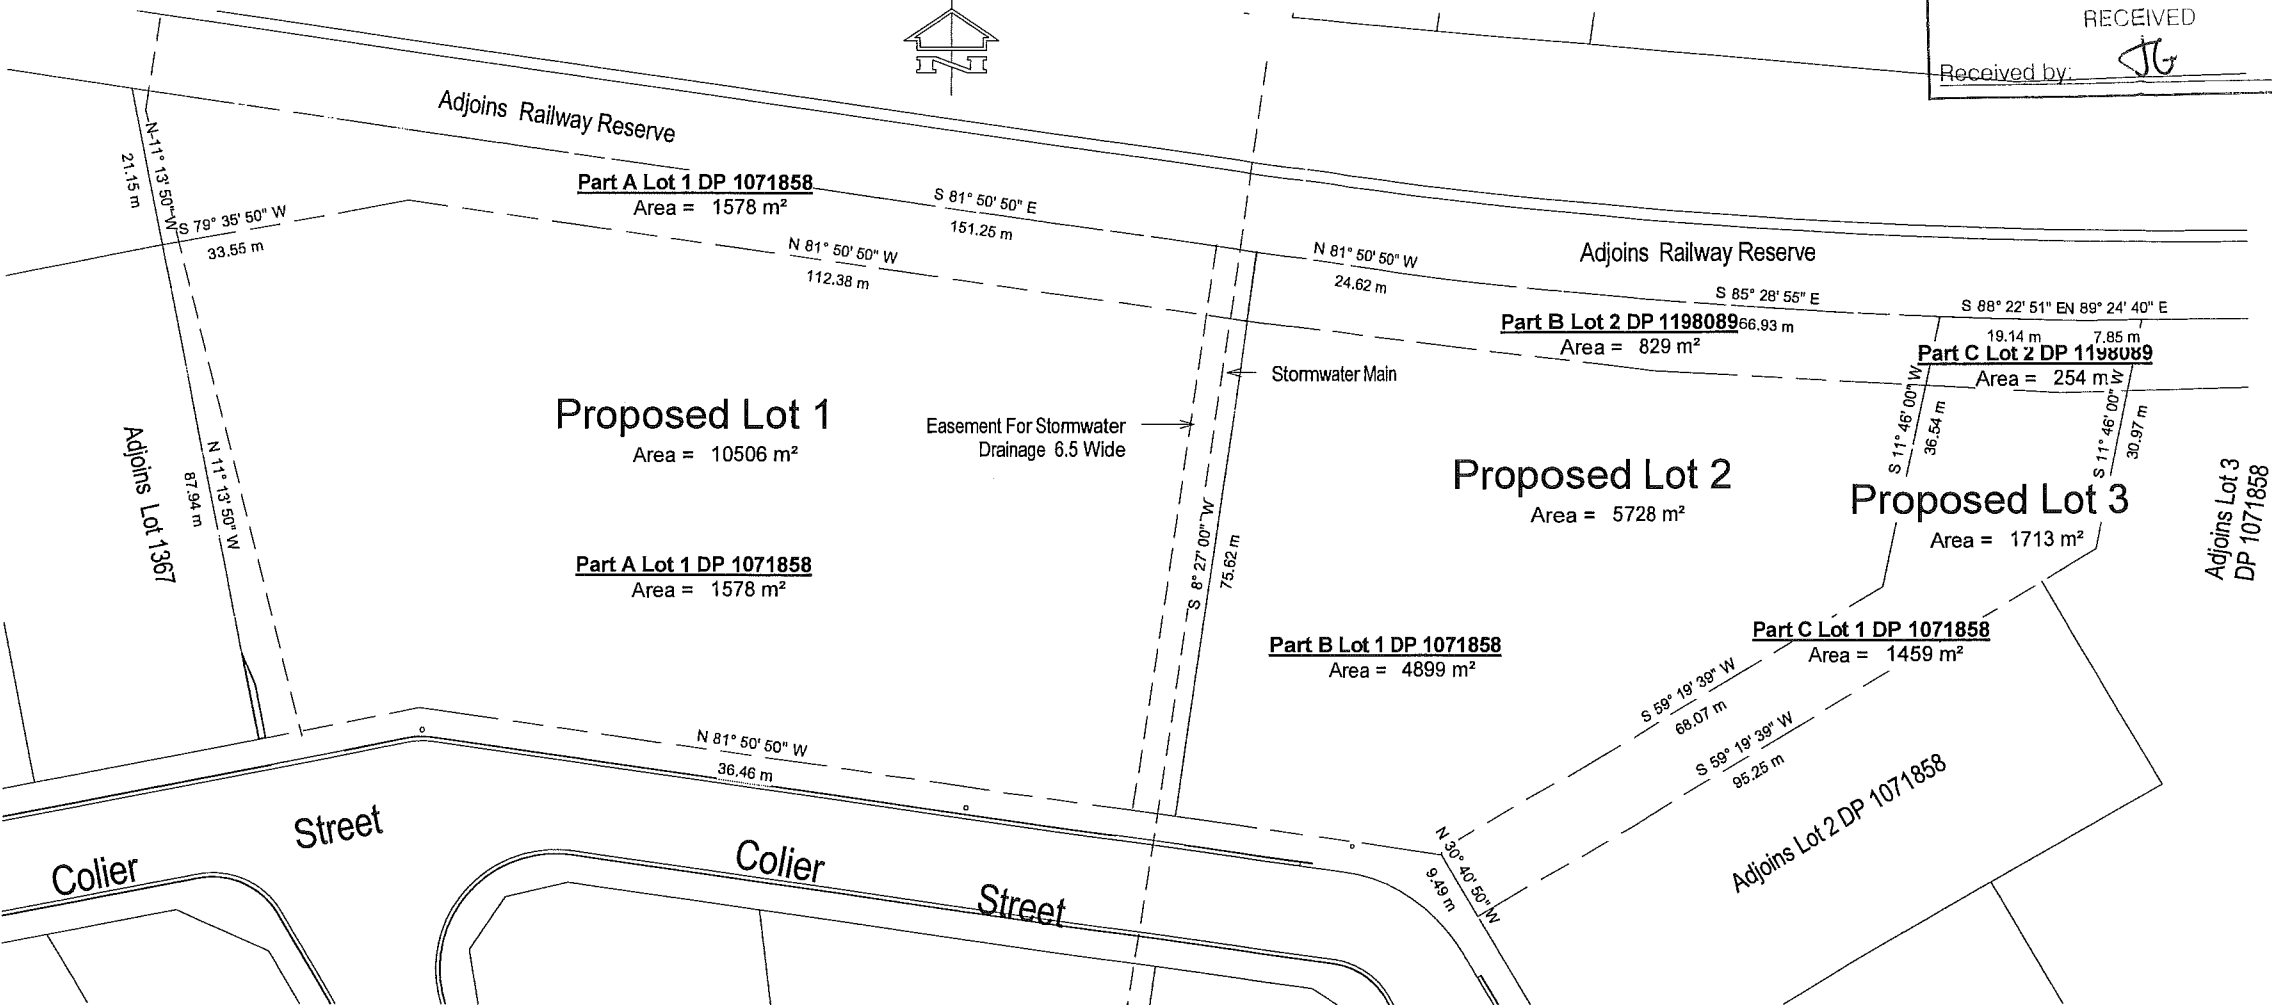 RECEIVED
JG
Received by:
N
Adjoins Railway Reserve
N 11° 13' 50" W
21.15 m
Part A Lot 1 DP 1071858
Area = 1578 m²
S 81° 50' 50" E
151.25 m
S 79° 35' 50" W
33.55 m
N 81° 50' 50" W
112.38 m
N 81° 50' 50" W
24.62 m
Adjoins Railway Reserve
S 85° 28' 55" E
66.93 m
S 88° 22' 51" E
N 89° 24' 40" E
19.14 m
7.85 m
Part B Lot 2 DP 1198089
Area = 829 m²
Part C Lot 2 DP 1198089
Area = 254 m
Stormwater Main
Proposed Lot 1
Area = 10506 m²
Easement For Stormwater
Drainage 6.5 Wide
S 11° 46' 00" W
36.54 m
S 11° 46' 00" W
30.97 m
Adjoins Lot 1367
N 11° 13' 50" W
87.94 m
Proposed Lot 2
Area = 5728 m²
Proposed Lot 3
Area = 1713 m²
Adjoins Lot 3
DP 1071858
S 8° 27' 00" W
75.62 m
Part A Lot 1 DP 1071858
Area = 1578 m²
Part B Lot 1 DP 1071858
Area = 4899 m²
Part C Lot 1 DP 1071858
Area = 1459 m²
S 59° 19' 39" W
68.07 m
S 59° 19' 39" W
95.25 m
N 81° 50' 50" W
36.46 m
Adjoins Lot 2 DP 1071858
N 30° 40' 50" W
9.49 m
Colier
Street
Colier
Street